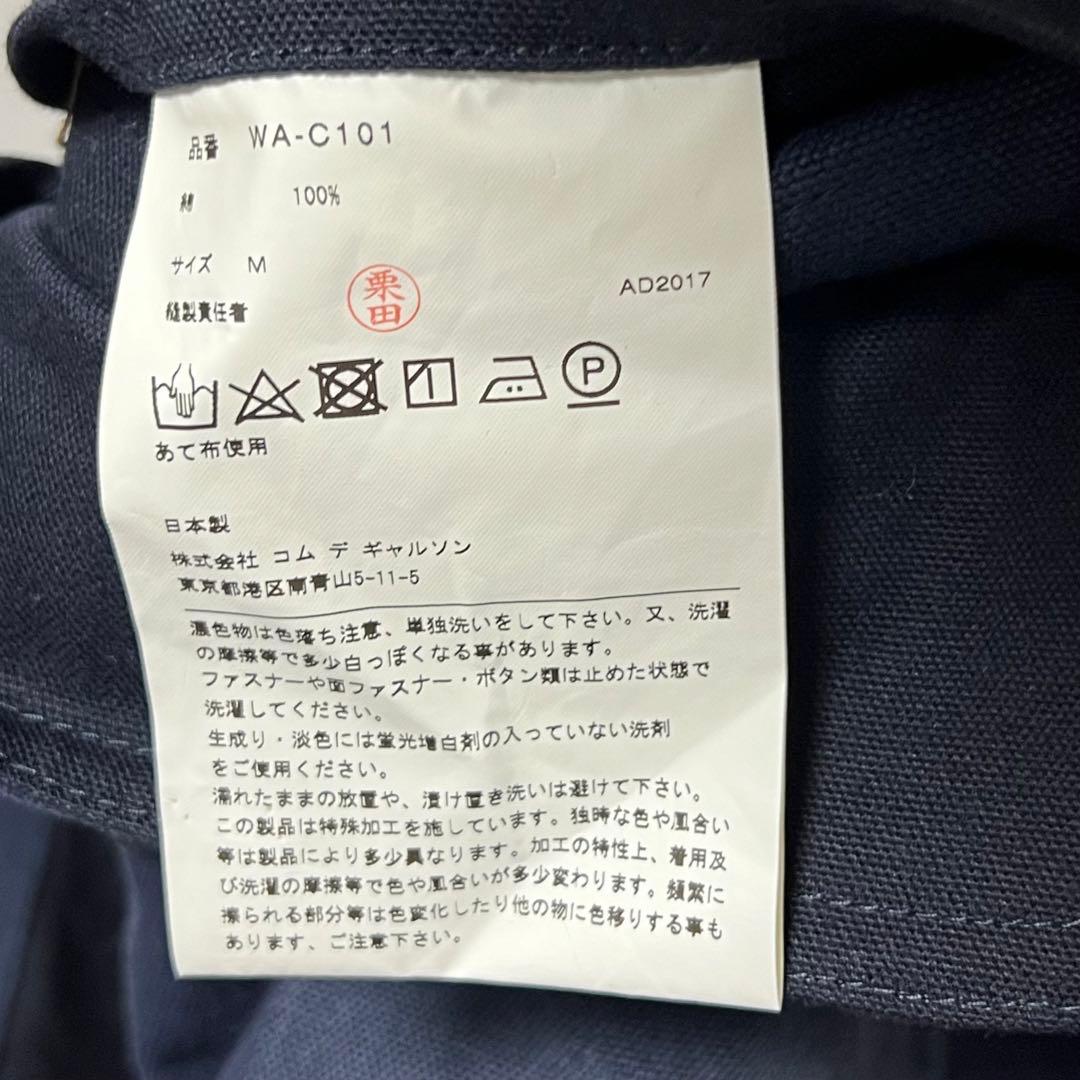 品番 WA-C101
綿 100%
サイズ M
縫製責任者 栗田 AD2017
P
あて布使用
日本製
株式会社 コム デ ギャルソン
東京都港区南青山5-11-5
濃色物は色落ち注意、単独洗いをして下さい。又、洗濯
の摩擦等で多少白っぽくなる事があります。
ファスナーや面ファスナー・ボタン類は止めた状態で
洗濯してください。
生成り・淡色には蛍光増白剤の入っていない洗剤
をご使用ください。
濡れたままの放置や、漬け置き洗いは避けて下さい。
この製品は特殊加工を施しています。独特な色や風合い
等は製品により多少異なります。加工の特性上、着用及
び洗濯の摩擦等で色や風合いが多少変わります。頻繁に
擦られる部分等は色変化したり他の物に色移りする事も
あります、ご注意下さい。